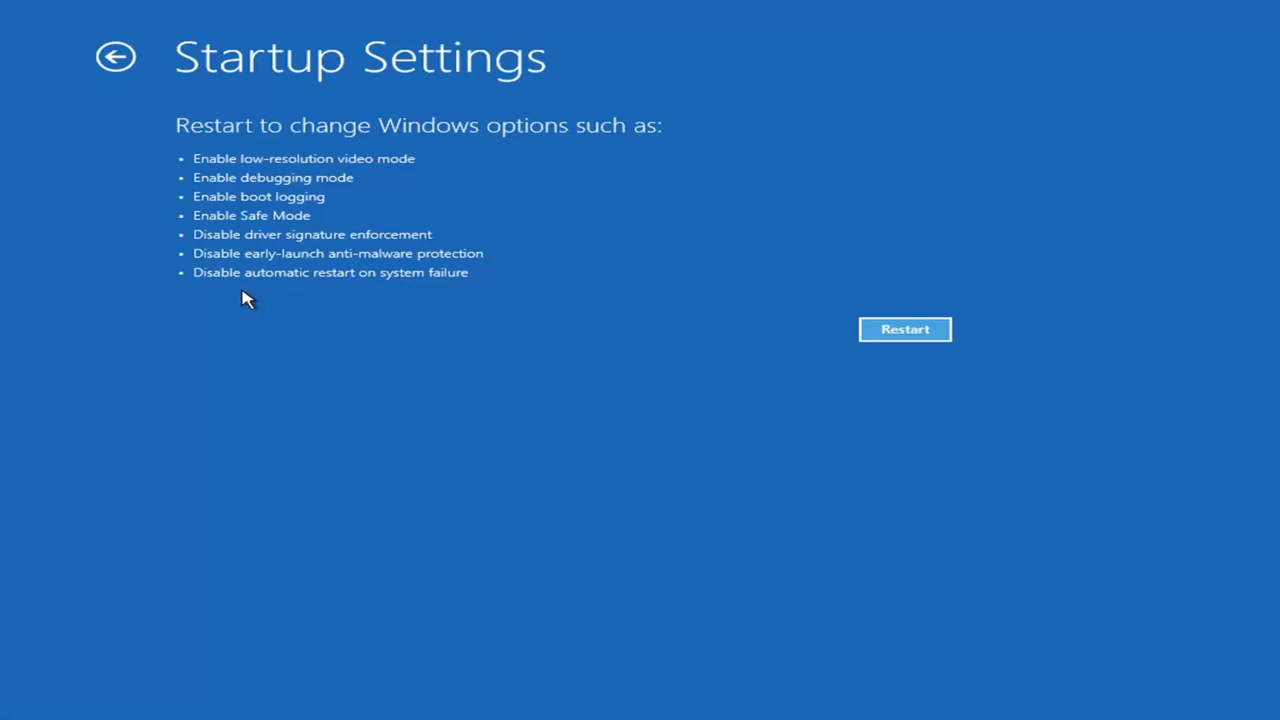 Startup Settings
Restart to change Windows options such as:
• Enable low-resolution video mode
• Enable debugging mode
• Enable boot logging
• Enable Safe Mode
• Disable driver signature enforcement
• Disable early-launch anti-malware protection
• Disable automatic restart on system failure
Restart